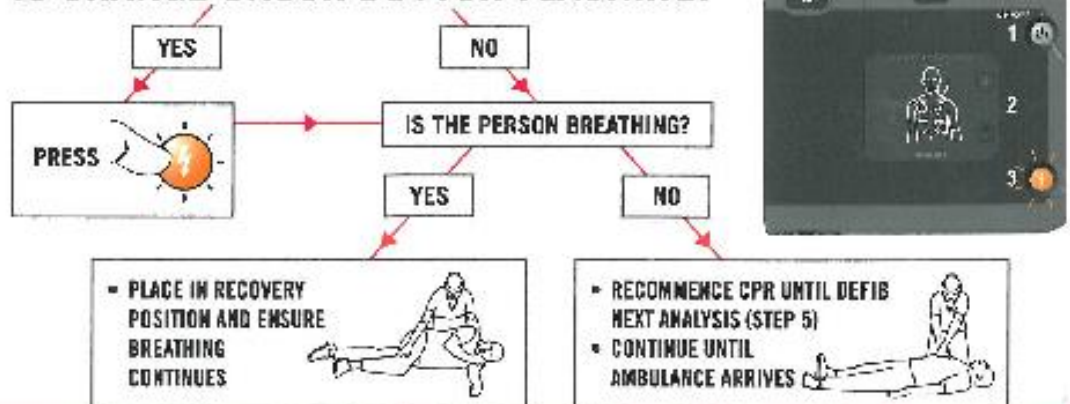 YES
NO
PRESS
IS THE PERSON BREATHING?
YES
NO
• PLACE IN RECOVERY
POSITION AND ENSURE
BREATHING
CONTINUES
• RECOMMENCE CPR UNTIL DEFIB
NEXT ANALYSIS (STEP 5)
• CONTINUE UNTIL
AMBULANCE ARRIVES
1
2
3